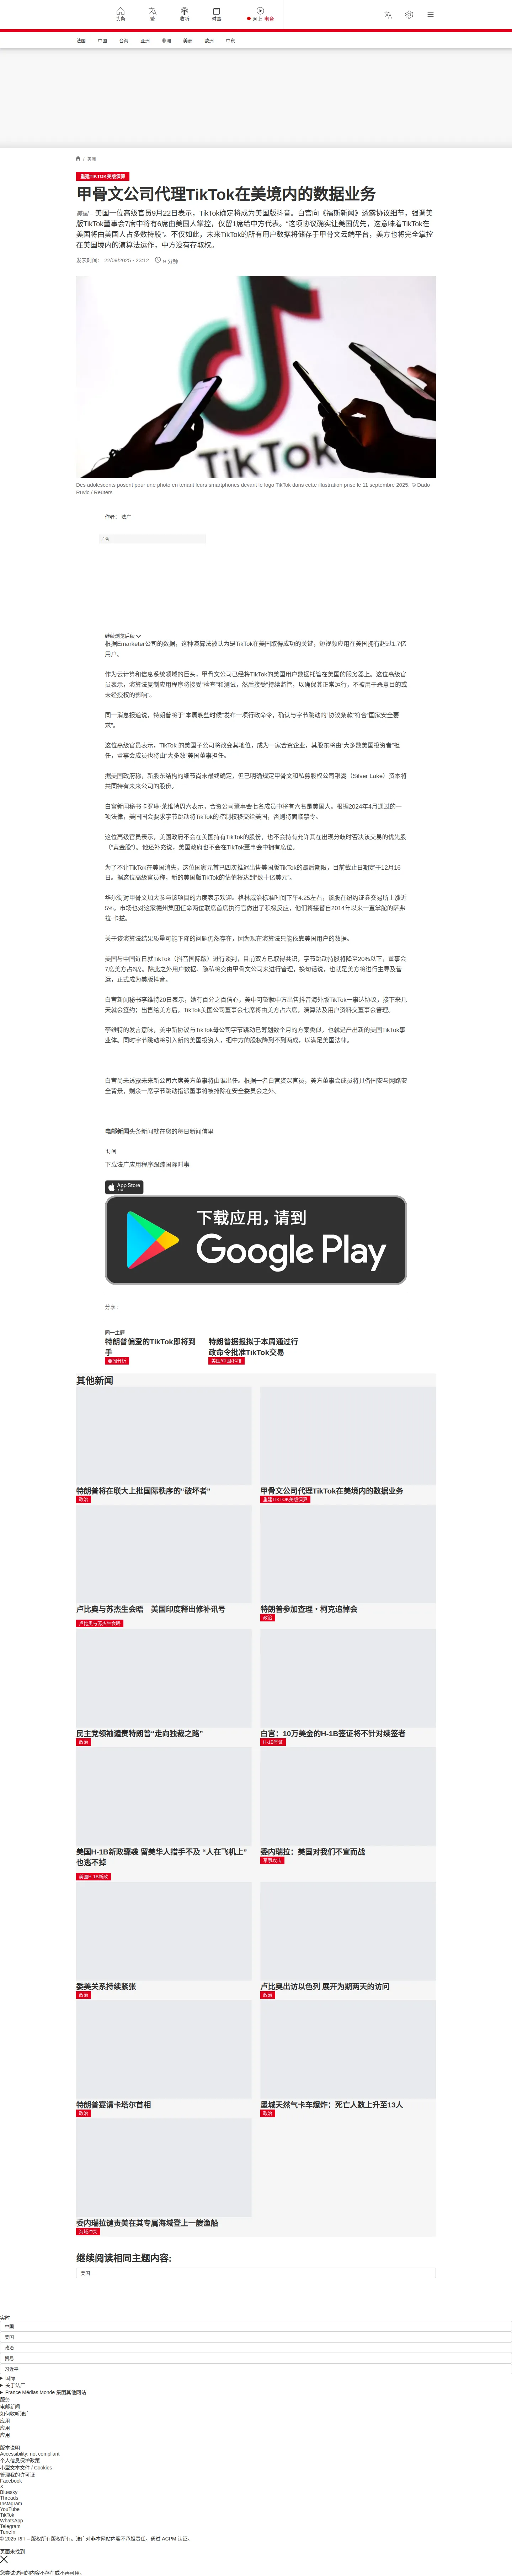 头条
繁
收听
时事
网上 电台
法国
中国
台海
亚洲
非洲
美洲
欧洲
中东
/ 美洲
重建TIKTOK美版演算
甲骨文公司代理TikTok在美境内的数据业务
美国 – 美国一位高级官员9月22日表示，TikTok确定将成为美国版抖音。白宫向《福斯新闻》透露协议细节，强调美
版TikTok董事会7席中将有6席由美国人掌控，仅留1席给中方代表。“这项协议确实让美国优先，这意味着TikTok在
美国将由美国人占多数持股”。不仅如此，未来TikTok的所有用户数据将储存于甲骨文云端平台，美方也将完全掌控
在美国境内的演算法运作，中方没有存取权。
发表时间： 22/09/2025 - 23:12
9 分钟
TikTok
Des adolescents posent pour une photo en tenant leurs smartphones devant le logo TikTok dans cette illustration prise le 11 septembre 2025. © Dado
Ruvic / Reuters
作者： 法广
广告
继续浏览后续
根据Emarketer公司的数据，这种演算法被认为是TikTok在美国取得成功的关键，短视频应用在美国拥有超过1.7亿
用户。
作为云计算和信息系统领域的巨头，甲骨文公司已经将TikTok的美国用户数据托管在美国的服务器上。这位高级官
员表示，演算法复制应用程序将接受“检查”和测试，然后接受“持续监管，以确保其正常运行，不被用于恶意目的或
未经授权的影响”。
同一消息报道说，特朗普将于“本周晚些时候”发布一项行政命令，确认与字节跳动的“协议条款”符合“国家安全要
求”。
这位高级官员表示，TikTok 的美国子公司将改变其地位，成为一家合资企业，其股东将由“大多数美国投资者”担
任，董事会成员也将由“大多数”美国董事担任。
据美国政府称，新股东结构的细节尚未最终确定，但已明确规定甲骨文和私募股权公司银湖（Silver Lake）资本将
共同持有未来公司的股份。
白宫新闻秘书卡罗琳·莱维特周六表示，合资公司董事会七名成员中将有六名是美国人。根据2024年4月通过的一
项法律，美国国会要求字节跳动将TikTok的控制权移交给美国，否则将面临禁令。
这位高级官员表示，美国政府不会在美国持有TikTok的股份，也不会持有允许其在出现分歧时否决该交易的优先股
（“黄金股”）。他还补充说，美国政府也不会在TikTok董事会中拥有席位。
为了不让TikTok在美国消失，这位国家元首已四次推迟出售美国版TikTok的最后期限，目前截止日期定于12月16
日。据这位高级官员称，新的美国版TikTok的估值将达到“数十亿美元”。
华尔街对甲骨文加大参与该项目的力度表示欢迎。格林威治标准时间下午4:25左右，该股在纽约证券交易所上涨近
5%。市场也对这家德州集团任命两位联席首席执行官做出了积极反应，他们将接替自2014年以来一直掌舵的萨弗
拉·卡兹。
关于该演算法结果质量可能下降的问题仍然存在，因为现在演算法只能依靠美国用户的数据。
美国与中国近日就TikTok（抖音国际版）进行谈判，目前双方已取得共识，字节跳动持股将降至20%以下，董事会
7席美方占6席。除此之外用户数据、隐私将交由甲骨文公司来进行管理，换句话说，也就是美方将进行主导及营
运，正式成为美版抖音。
白宫新闻秘书李维特20日表示，她有百分之百信心，美中可望就中方出售抖音海外版TikTok一事达协议，接下来几
天就会签约；出售给美方后，TikTok美国公司董事会七席将由美方占六席，演算法及用户资料交董事会管理。
李维特的发言意味，美中新协议与TikTok母公司字节跳动已筹划数个月的方案类似，也就是产出新的美国TikTok事
业体。同时字节跳动将引入新的美国投资人，把中方的股权降到不到两成，以满足美国法律。
白宫尚未透露未来新公司六席美方董事将由谁出任。根据一名白宫资深官员，美方董事会成员将具备国安与网路安
全背景，剩余一席字节跳动指派董事将被排除在安全委员会之外。
电邮新闻头条新闻就在您的每日新闻信里
订阅
下载法广应用程序跟踪国际时事
App Store
下载
下载应用，请到
Google Play
分享 :
同一主题
特朗普偏爱的TikTok即将到
手
要闻分析
特朗普据报拟于本周通过行
政命令批准TikTok交易
美国/中国/科技
其他新闻
特朗普将在联大上批国际秩序的“破坏者”
政治
甲骨文公司代理TikTok在美境内的数据业务
重建TIKTOK美版演算
卢比奥与苏杰生会晤 美国印度释出修补讯号
卢比奥与苏杰生会晤
特朗普参加查理・柯克追悼会
政治
民主党领袖谴责特朗普“走向独裁之路”
政治
白宫：10万美金的H-1B签证将不针对续签者
H-1B签证
美国H-1B新政骤袭 留美华人措手不及 “人在飞机上”
也逃不掉
美国H-1B新政
委内瑞拉：美国对我们不宣而战
军事攻击
委美关系持续紧张
政治
卢比奥出访以色列 展开为期两天的访问
政治
特朗普宴请卡塔尔首相
政治
墨城天然气卡车爆炸：死亡人数上升至13人
政治
委内瑞拉谴责美在其专属海域登上一艘渔船
海域冲突
继续阅读相同主题内容:
美国
实时
中国
美国
政治
贸易
习近平
国际
关于法广
France Médias Monde 集团其他网站
服务
电邮新闻
如何收听法广
应用
应用
应用
版本说明
Accessibility: not compliant
个人信息保护政策
小型文本文件 / Cookies
管理我的许可证
Facebook
X
Bluesky
Threads
Instagram
YouTube
TikTok
WhatsApp
Telegram
TuneIn
© 2025 RFI – 版权所有版权所有。法广对非本网站内容不承担责任。通过 ACPM 认证。
页面未找到
您尝试访问的内容不存在或不再可用。